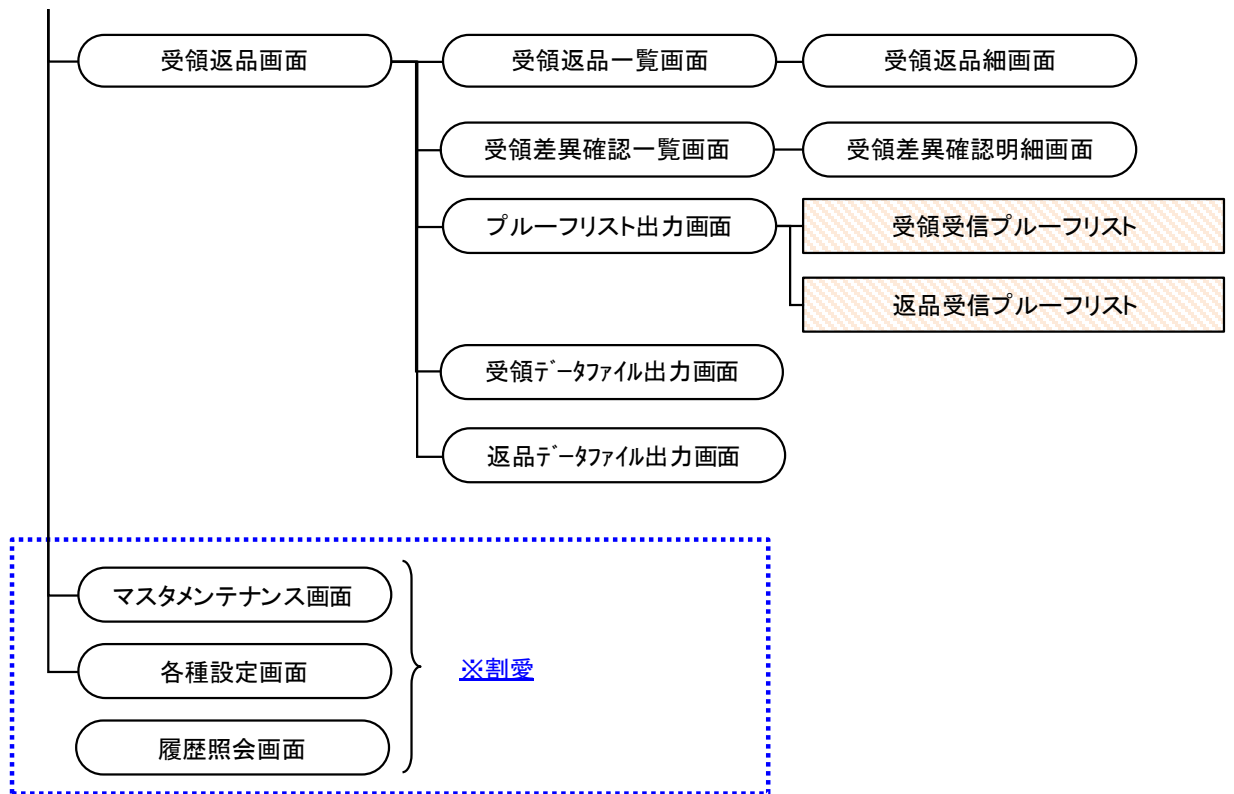 受領返品画面
受領返品一覧画面
受領返品細画面
受領差異確認一覧画面
受領差異確認明細画面
プルーフリスト出力画面
受領受信プルーフリスト
返品受信プルーフリスト
受領ﾃﾞｰﾀﾌｧｲﾙ出力画面
返品ﾃﾞｰﾀﾌｧｲﾙ出力画面
マスタメンテナンス画面
各種設定画面
※割愛
履歴照会画面